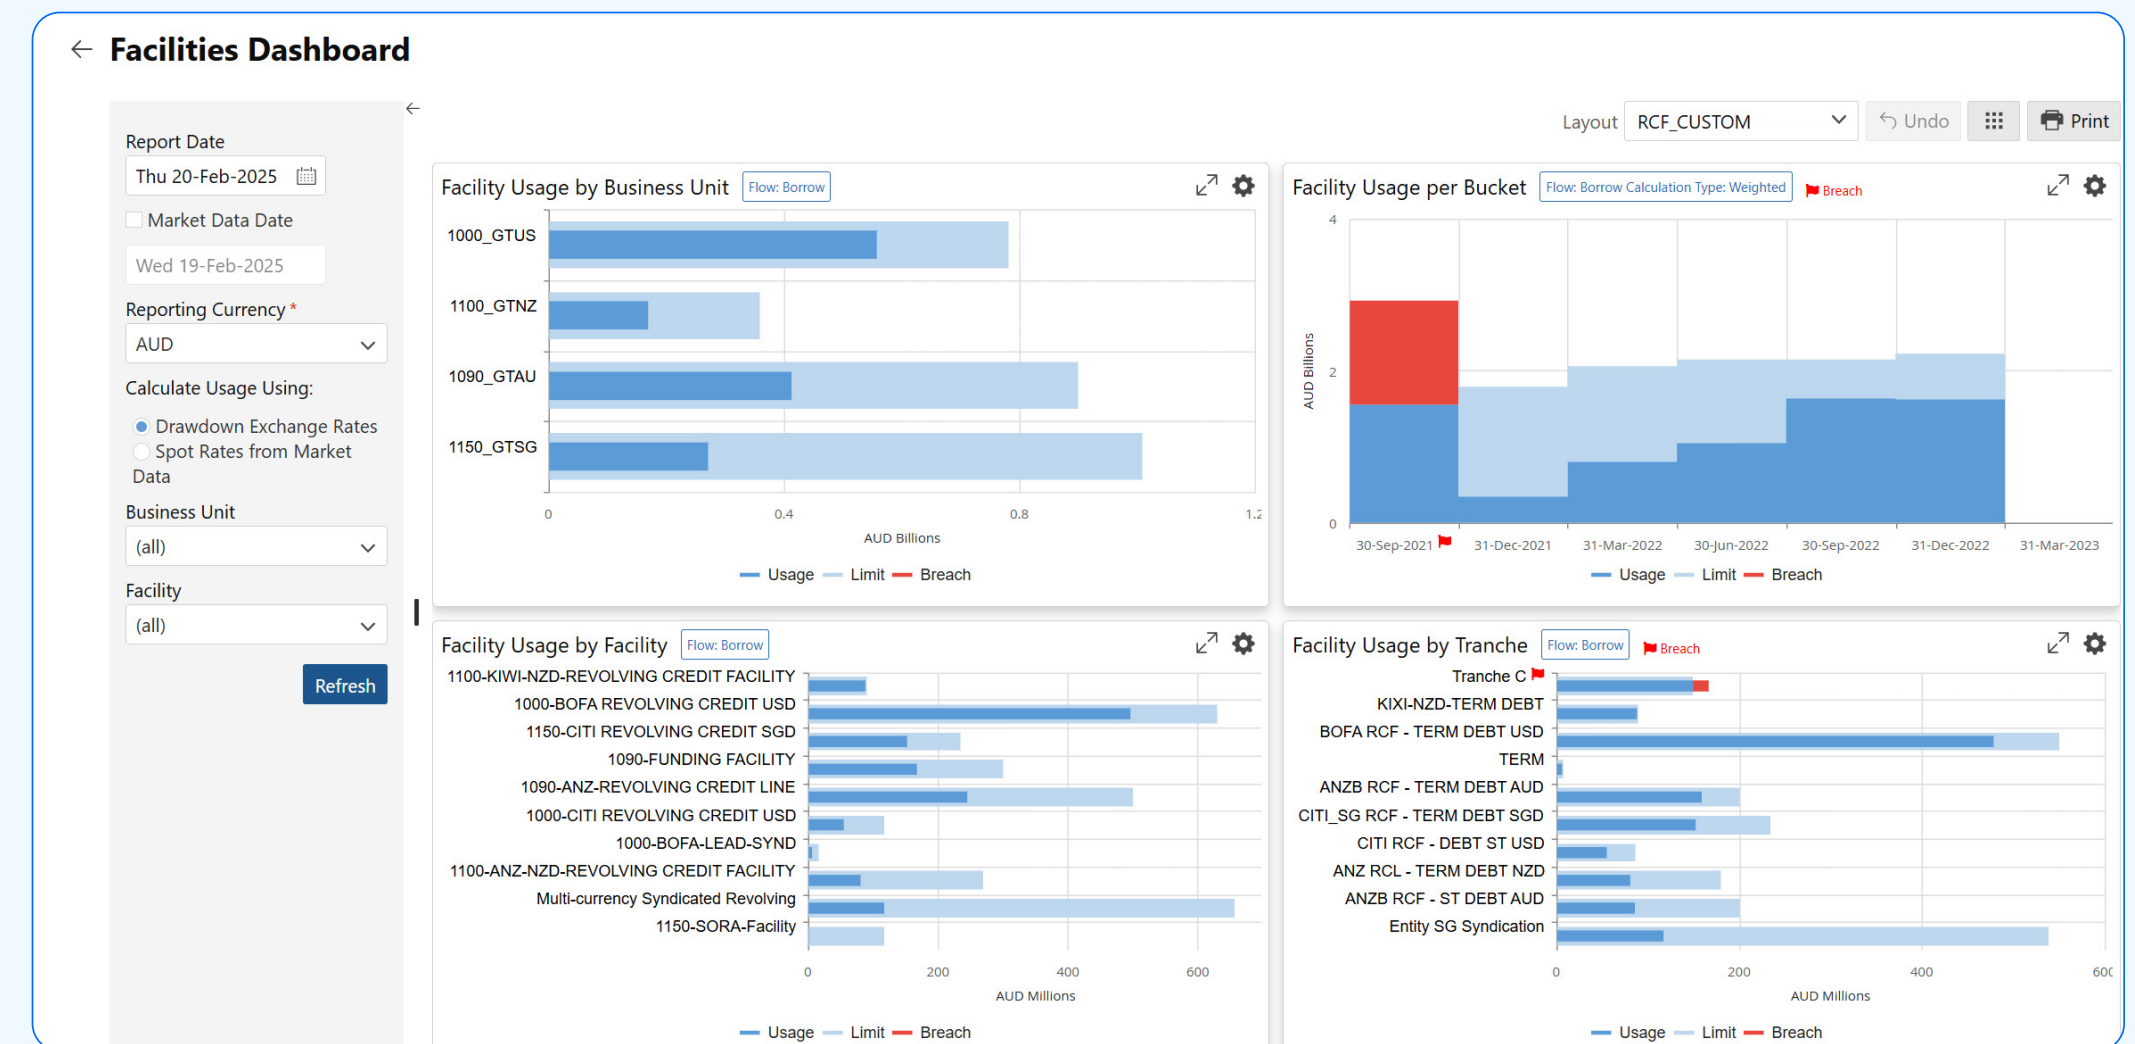 Facilities Dashboard
Report Date
Thu 20-Feb-2025
Market Data Date
Wed 19-Feb-2025
Reporting Currency *
AUD
Calculate Usage Using:
Drawdown Exchange Rates
Spot Rates from Market
Data
Business Unit
(all)
Facility
(all)
Refresh
Layout RCF_CUSTOM Undo Print
Facility Usage by Business Unit Flow: Borrow
1000_GTUS
1100_GTNZ
1090_GTAU
1150_GTSG
0 0.4 0.8 1.2
AUD Billions
Usage Limit Breach
Facility Usage per Bucket Flow: Borrow Calculation Type: Weighted Breach
4
2
0
AUD Billions
30-Sep-2021 31-Dec-2021 31-Mar-2022 30-Jun-2022 30-Sep-2022 31-Dec-2022 31-Mar-2023
Usage Limit Breach
Facility Usage by Facility Flow: Borrow
1100-KIWI-NZD-REVOLVING CREDIT FACILITY
1000-BOFA REVOLVING CREDIT USD
1150-CITI REVOLVING CREDIT SGD
1090-FUNDING FACILITY
1090-ANZ-REVOLVING CREDIT LINE
1000-CITI REVOLVING CREDIT USD
1000-BOFA-LEAD-SYND
1100-ANZ-NZD-REVOLVING CREDIT FACILITY
Multi-currency Syndicated Revolving
1150-SORA-Facility
0 200 400 600
AUD Millions
Usage Limit Breach
Facility Usage by Tranche Flow: Borrow Breach
Tranche C
KIXI-NZD-TERM DEBT
BOFA RCF - TERM DEBT USD
TERM
ANZB RCF - TERM DEBT AUD
CITI_SG RCF - TERM DEBT SGD
CITI RCF - DEBT ST USD
ANZ RCL - TERM DEBT NZD
ANZB RCF - ST DEBT AUD
Entity SG Syndication
0 200 400 600
AUD Millions
Usage Limit Breach